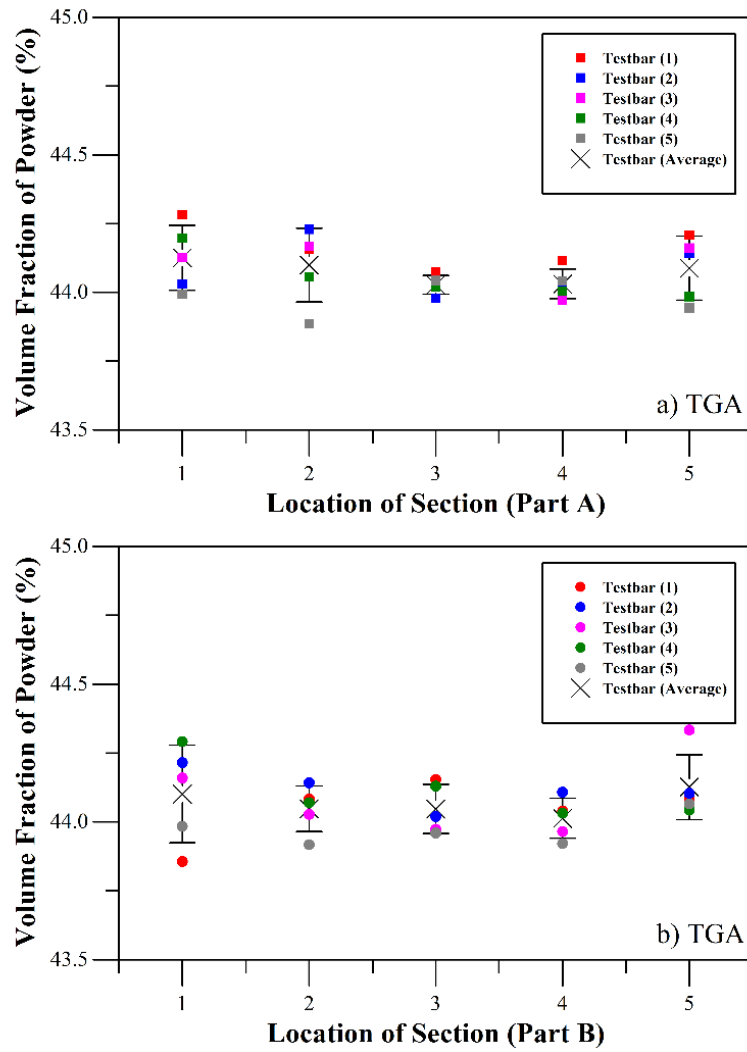 45.0
44.5
44.0
43.5
Volume Fraction of Powder (%)
Testbar (1)
Testbar (2)
Testbar (3)
Testbar (4)
Testbar (5)
Testbar (Average)
a) TGA
1 2 3 4 5
Location of Section (Part A)
45.0
44.5
44.0
43.5
Volume Fraction of Powder (%)
Testbar (1)
Testbar (2)
Testbar (3)
Testbar (4)
Testbar (5)
Testbar (Average)
b) TGA
1 2 3 4 5
Location of Section (Part B)